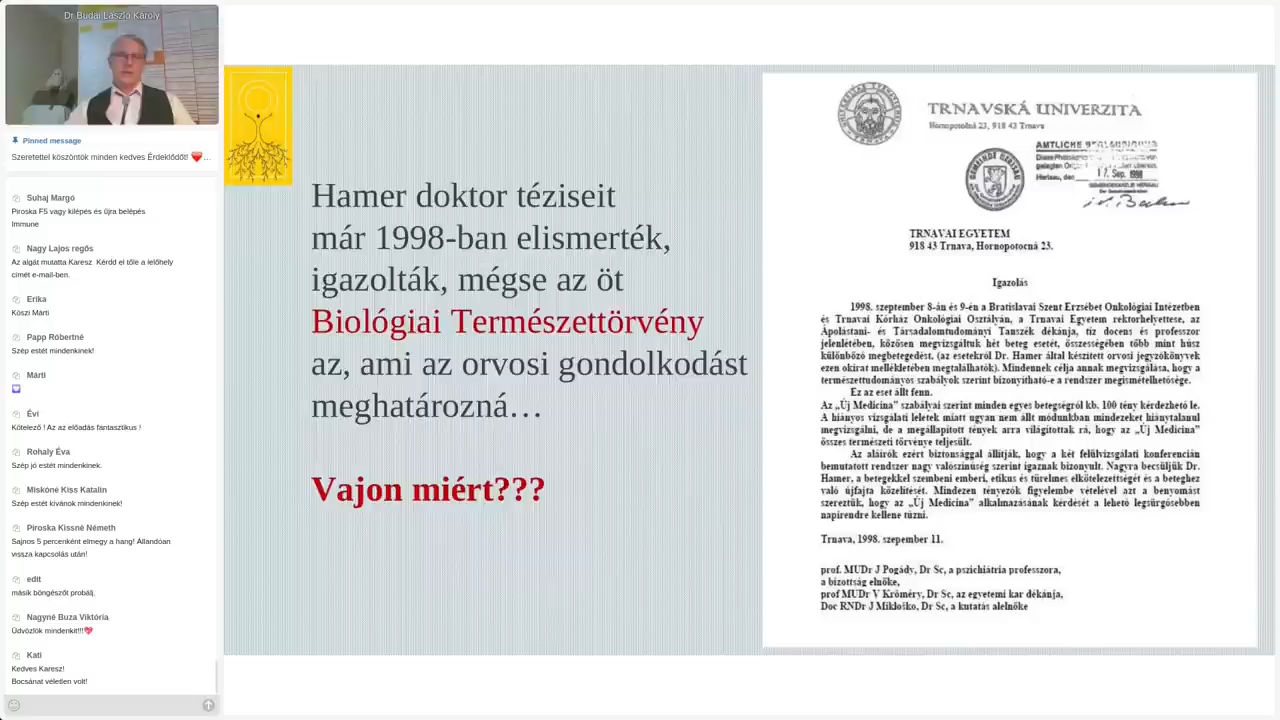 Dr Budai László Károly
Pinned message
Szeretettel köszöntök minden kedves Érdeklődőt! ❤️...
Suhaj Margó
Piroska F5 vagy kilépés és újra belépés
Immune
Nagy Lajos regős
Az algát mutatta Karesz. Kérdd el tőle a lelőhely
címét e-mail-ben.
Erika
Köszi Márti
Papp Róbertné
Szép estét mindenkinek!
Márti
💟
Évi
Kötelező ! Az az előadás fantasztikus !
Rohaly Éva
Szép jó estét mindenkinek.
Miskóné Kiss Katalin
Szép estét kívánok mindenkinek!
Piroska Kissné Németh
Sajnos 5 percenként elmegy a hang! Állandóan
vissza kapcsolás után!
edit
másik böngészőt probálj.
Nagyné Buza Viktória
Üdvözlök mindenkit!!!💖
Kati
Kedves Karesz!
Bocsánat véletlen volt!
Hamer doktor téziseit
már 1998-ban elismerték,
igazolták, mégse az öt
Biológiai Természettörvény
az, ami az orvosi gondolkodást
meghatározná…
Vajon miért???
TRNAVSKÁ UNIVERZITA
Hornopotolná 23, 918 43 Trnava
AMTLICHE
17. Sep. 1998
TRNAVAI EGYETEM
918 43 Trnava, Hornopotocná 23.
Igazolás
1998. szeptember 8-án és 9-én a Bratislavai Szent Erzsébet Onkológiai Intézetben
és Trnavai Kórház Onkológiai Osztályán, a Trnavai Egyetem rektorhelyettese, az
Ápolástani- és Társadalomtudományi Tanszék dékánja, tíz docens és professzor
jelenlétében, közösen megvizsgáltuk hét beteg esetét, összességében több mint húsz
különböző megbetegedést, (az esetekről Dr. Hamer által készített orvosi jegyzőkönyvek
ezen okirat mellékletében megtalálhatók). Mindennek célja annak megvizsgálása, hogy a
természettudományos szabályok szerint bizonyítható-e a rendszer megismételhetősége.
Ez az eset állt fenn.
Az „Új Medicina” szabályai szerint minden egyes betegségről kb. 100 tény kérdezhető le.
A hiányos vizsgálati leletek miatt ugyan nem állt módunkban mindezeket hiánytalanul
megvizsgálni, de a megállapított tények arra világítottak rá, hogy az „Új Medicina”
összes természeti törvénye teljesült.
Az aláírók ezért biztonsággal állítják, hogy a két felülvizsgálati konferencián
bemutatott rendszer nagy valószínűség szerint igaznak bizonyult. Nagyra becsüljük Dr.
Hamer, a betegekkel szembeni emberi, etikus és türelmes elkötelezettségét és a beteghez
való újfajta közelítését. Mindezen tényezők figyelembe vételével azt a benyomást
szereztük, hogy az „Új Medicina” alkalmazásának kérdését a lehető legsürgősebben
napirendre kellene tűzni.
Trnava, 1998. szepember 11.
prof. MUDr J Pogády, Dr Sc, a pszichiátria professzora,
a bizottság elnöke,
prof MUDr V Kröméry, Dr Sc, az egyetemi kar dékánja,
Doc RNDr J Mikloško, Dr Sc, a kutatás alelnöke